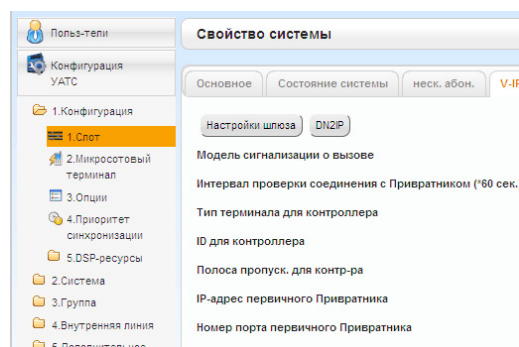 Польз-тели
Конфигурация
УАТС
1.Конфигурация
1.Слот
2.Микросотовый
терминал
3.Опции
4.Приоритет
синхронизации
5.DSP-ресурсы
2.Система
3.Группа
4.Внутренняя линия
5.Дополнительное
Свойство системы
Основное
Состояние системы
неск. абон.
V-IP
Настройки шлюза
DN2IP
Модель сигнализации о вызове
Интервал проверки соединения с Привратником (*60 сек.
Тип терминала для контроллера
ID для контроллера
Полоса пропуск. для контр-ра
IP-адрес первичного Привратника
Номер порта первичного Привратника